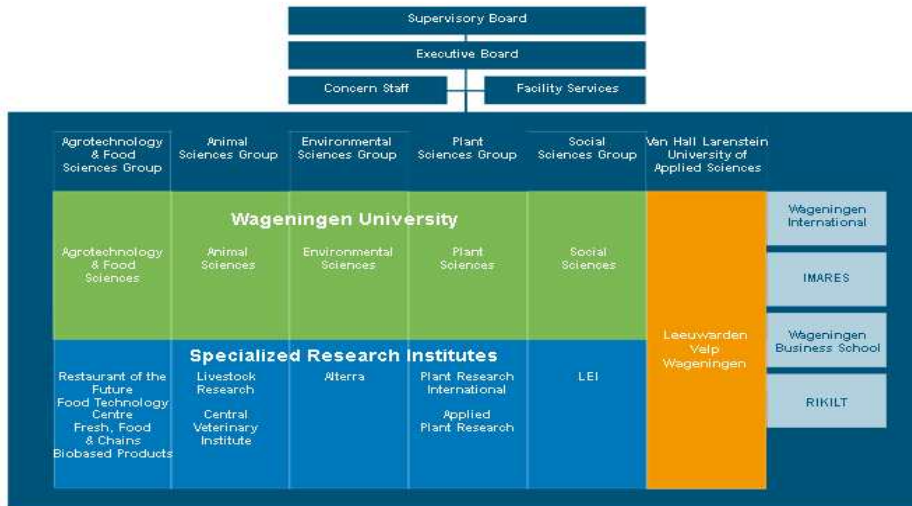 Supervisory Board
Executive Board
Concern Staff
Facility Services
Agrotechnology
& Food
Sciences Group
Animal
Sciences Group
Environmental
Sciences Group
Plant
Sciences Group
Social
Sciences Group
Van Hall Larenstein
University of
Applied Sciences
Wageningen University
Agrotechnology
& Food
Sciences
Animal
Sciences
Environmental
Sciences
Plant
Sciences
Social
Sciences
Specialized Research Institutes
Restaurant of the
Future
Food Technology
Centre
Fresh, Food
& Chains
Biobased Products
Livestock
Research
Central
Veterinary
Institute
Alterra
Plant Research
International
Applied
Plant Research
LEI
Leeuwarden
Velp
Wageningen
Wageningen
International
IMARES
Wageningen
Business School
RIKILT